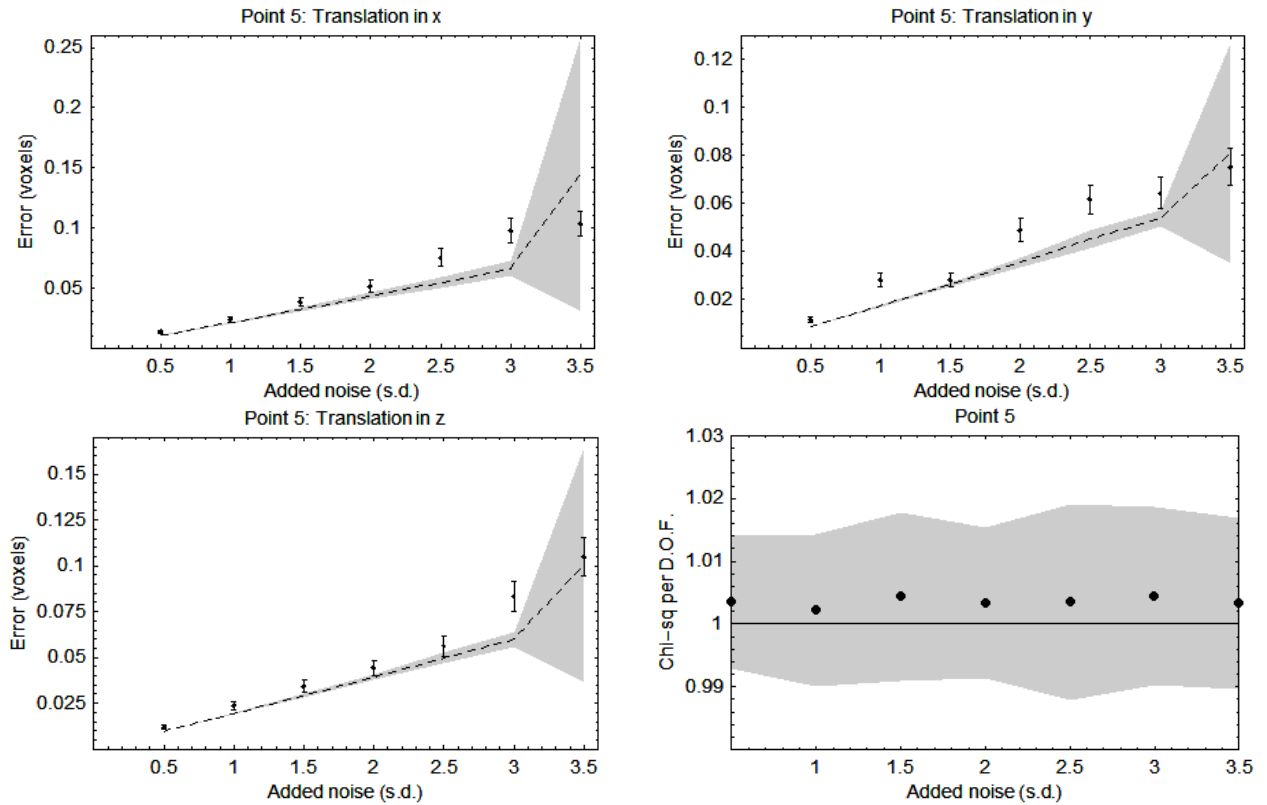 Point 5: Translation in x
0.25
0.2
0.15
0.1
0.05
Error (voxels)
0.5 1 1.5 2 2.5 3 3.5
Added noise (s.d.)
Point 5: Translation in y
0.12
0.1
0.08
0.06
0.04
0.02
Error (voxels)
0.5 1 1.5 2 2.5 3 3.5
Added noise (s.d.)
Point 5: Translation in z
0.15
0.125
0.1
0.075
0.05
0.025
Error (voxels)
0.5 1 1.5 2 2.5 3 3.5
Added noise (s.d.)
Point 5
1.03
1.02
1.01
1
0.99
Chi-sq per D.O.F.
1 1.5 2 2.5 3 3.5
Added noise (s.d.)